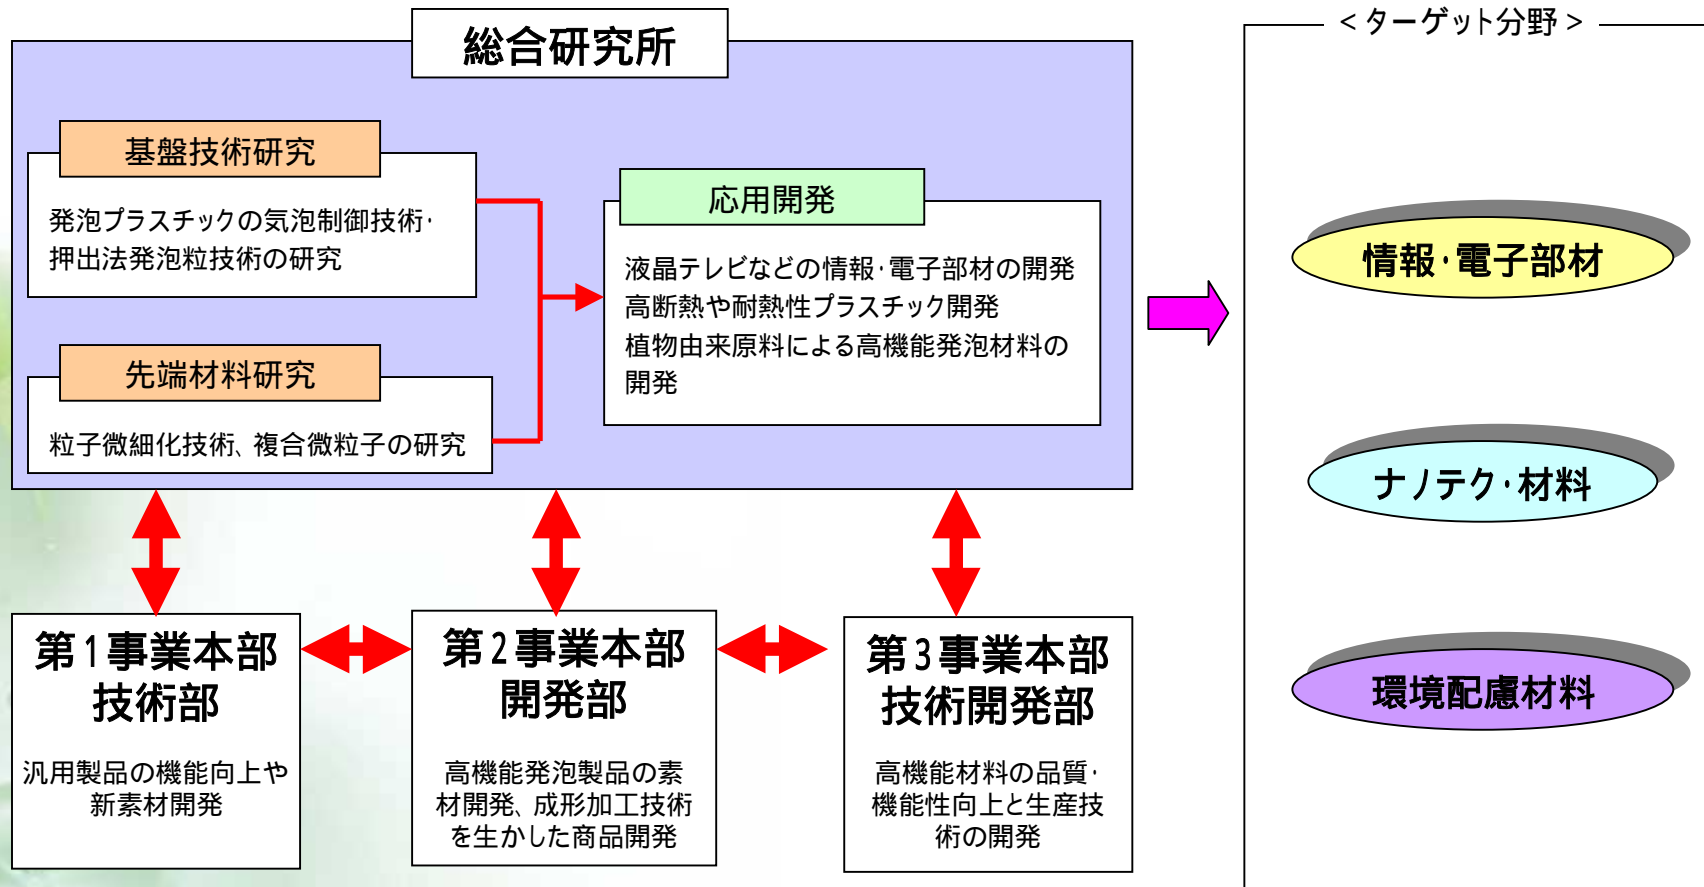 総合研究所
<ターゲット分野>
基盤技術研究
発泡プラスチックの気泡制御技術・
押出法発泡粒技術の研究
先端材料研究
粒子微細化技術、複合微粒子の研究
応用開発
液晶テレビなどの情報・電子部材の開発
高断熱や耐熱性プラスチック開発
植物由来原料による高機能発泡材料の
開発
情報・電子部材
ナノテク・材料
環境配慮材料
第1事業本部
技術部
汎用製品の機能向上や
新素材開発
第2事業本部
開発部
高機能発泡製品の素
材開発、成形加工技術
を生かした商品開発
第3事業本部
技術開発部
高機能材料の品質・
機能性向上と生産技
術の開発